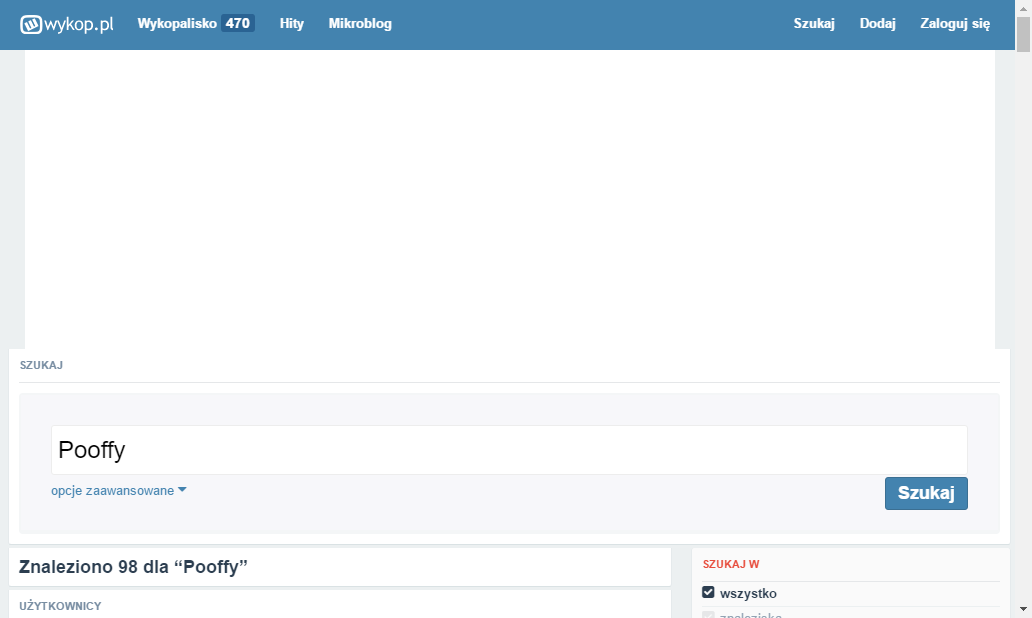 wykop.pl Wykopalisko 470 Hity Mikroblog Szukaj Dodaj Zaloguj się
SZUKAJ
Pooffy
opcje zaawansowane
Szukaj
Znaleziono 98 dla “Pooffy”
UŻYTKOWNICY
SZUKAJ W
wszystko
znaleziska